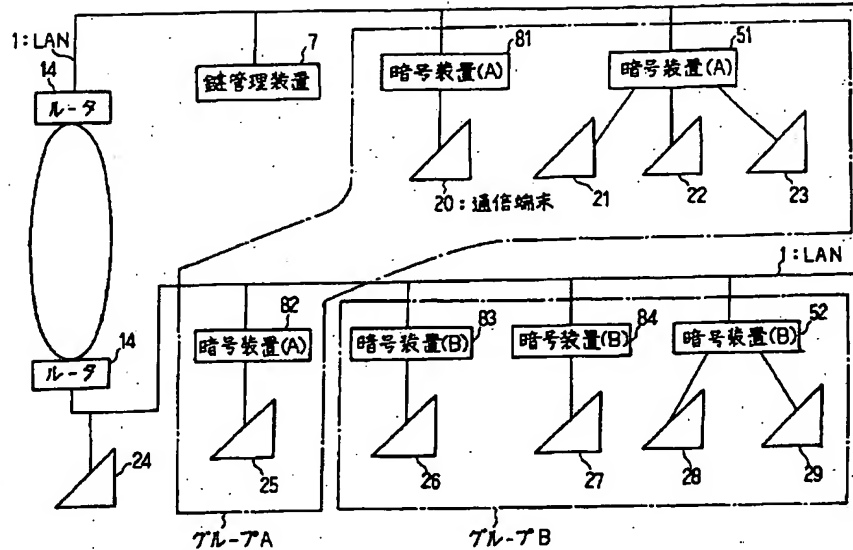 1:LAN
14
ルータ
7
鍵管理装置
81
暗号装置(A)
51
暗号装置(A)
20:通信端末
21
22
23
1:LAN
82
暗号装置(A)
83
暗号装置(B)
84
暗号装置(B)
52
暗号装置(B)
14
ルータ
24
25
26
27
28
29
グループA
グループB